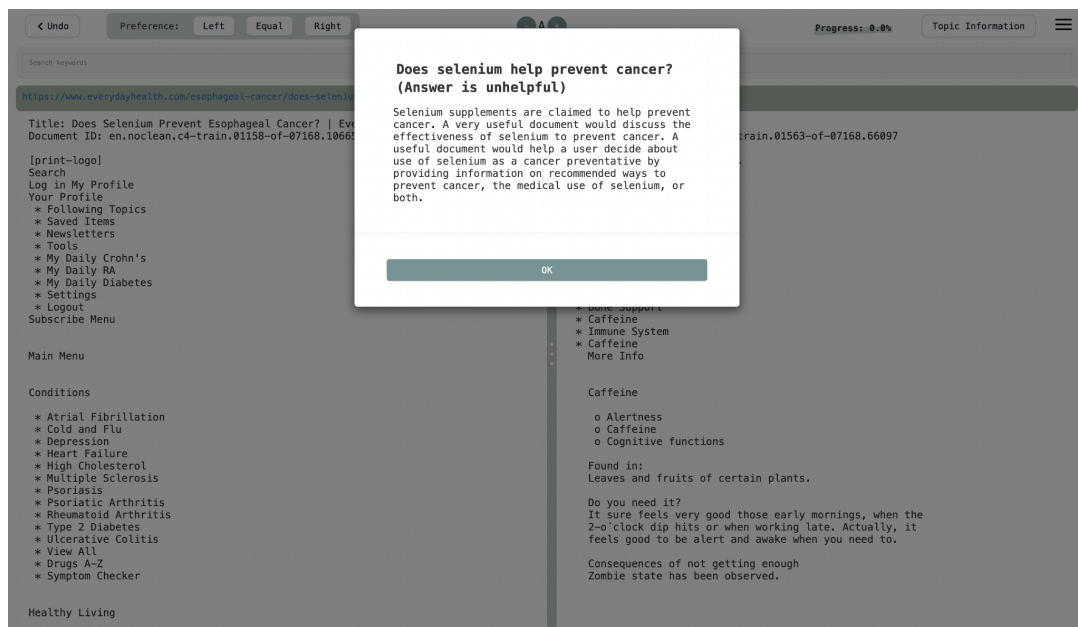 Undo
Preference: Left Equal Right
A
Progress: 0.0%
Topic Information
Search keywords
Does selenium help prevent cancer?
(Answer is unhelpful)
Selenium supplements are claimed to help prevent
cancer. A very useful document would discuss the
effectiveness of selenium to prevent cancer. A
useful document would help a user decide about
use of selenium as a cancer preventative by
providing information on recommended ways to
prevent cancer, the medical use of selenium, or
both.
OK
https://www.everydayhealth.com/esophageal-cancer/does-seleniu
Title: Does Selenium Prevent Esophageal Cancer? | Eve
Document ID: en.noclean.c4-train.01158-of-07168.10665
[print-logo]
Search
Log in My Profile
Your Profile
* Following Topics
* Saved Items
* Newsletters
* Tools
* My Daily Crohn's
* My Daily RA
* My Daily Diabetes
* Settings
* Logout
Subscribe Menu
Main Menu
Conditions
* Atrial Fibrillation
* Cold and Flu
* Depression
* Heart Failure
* High Cholesterol
* Multiple Sclerosis
* Psoriasis
* Psoriatic Arthritis
* Rheumatoid Arthritis
* Type 2 Diabetes
* Ulcerative Colitis
* View All
* Drugs A-Z
* Symptom Checker
Healthy Living
train.01563-of-07168.66097
* Bone Support
* Caffeine
* Immune System
* Caffeine
More Info
Caffeine
o Alertness
o Caffeine
o Cognitive functions
Found in:
Leaves and fruits of certain plants.
Do you need it?
It sure feels very good those early mornings, when the
2-o´clock dip hits or when working late. Actually, it
feels good to be alert and awake when you need to.
Consequences of not getting enough
Zombie state has been observed.